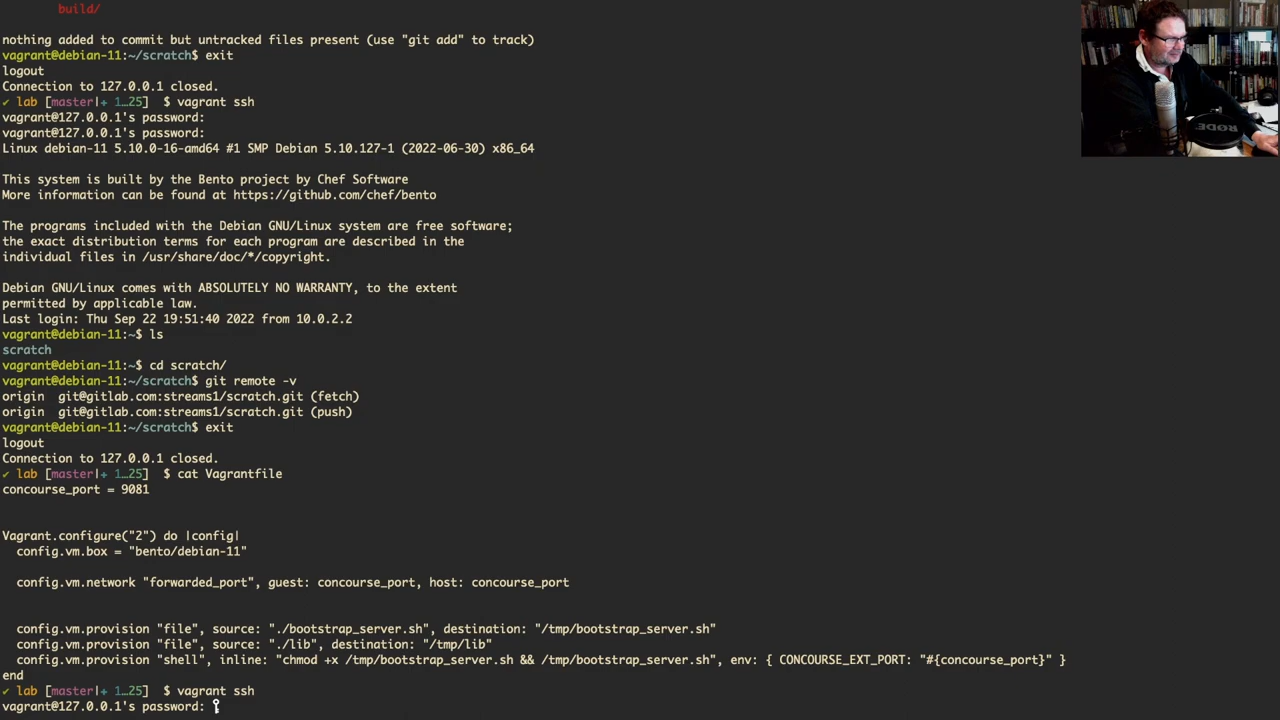 build/
nothing added to commit but untracked files present (use "git add" to track)
vagrant@debian-11:~/scratch$ exit
logout
Connection to 127.0.0.1 closed.
✔ lab [master|+ 1…25]  $ vagrant ssh
vagrant@127.0.0.1's password:
vagrant@127.0.0.1's password:
Linux debian-11 5.10.0-16-amd64 #1 SMP Debian 5.10.127-1 (2022-06-30) x86_64
This system is built by the Bento project by Chef Software
More information can be found at https://github.com/chef/bento
The programs included with the Debian GNU/Linux system are free software;
the exact distribution terms for each program are described in the
individual files in /usr/share/doc/*/copyright.
Debian GNU/Linux comes with ABSOLUTELY NO WARRANTY, to the extent
permitted by applicable law.
Last login: Thu Sep 22 19:51:40 2022 from 10.0.2.2
vagrant@debian-11:~$ ls
scratch
vagrant@debian-11:~$ cd scratch/
vagrant@debian-11:~/scratch$ git remote -v
origin  git@gitlab.com:streams1/scratch.git (fetch)
origin  git@gitlab.com:streams1/scratch.git (push)
vagrant@debian-11:~/scratch$ exit
logout
Connection to 127.0.0.1 closed.
✔ lab [master|+ 1…25]  $ cat Vagrantfile
concourse_port = 9081
Vagrant.configure("2") do |config|
  config.vm.box = "bento/debian-11"
  config.vm.network "forwarded_port", guest: concourse_port, host: concourse_port
  config.vm.provision "file", source: "./bootstrap_server.sh", destination: "/tmp/bootstrap_server.sh"
  config.vm.provision "file", source: "./lib", destination: "/tmp/lib"
  config.vm.provision "shell", inline: "chmod +x /tmp/bootstrap_server.sh && /tmp/bootstrap_server.sh", env: { CONCOURSE_EXT_PORT: "#{concourse_port}" }
end
✔ lab [master|+ 1…25]  $ vagrant ssh
vagrant@127.0.0.1's password:
RØDE